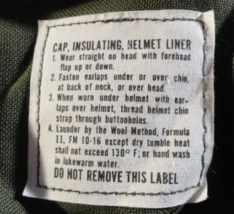 CAP, INSULATING, HELMET LINER
1. Wear straight on head with forehead
flap up or down.
2. Fasten earlaps under or over chin,
at back of neck, or over head.
3. When worn under helmet with ear-
laps over helmet, thread helmet chin
strap through buttonholes.
4. Launder by the Wool Method, Formula
II, FM 10-16 except dry tumble heat
shall not exceed 130° F; or hand wash
in lukewarm water.
DO NOT REMOVE THIS LABEL